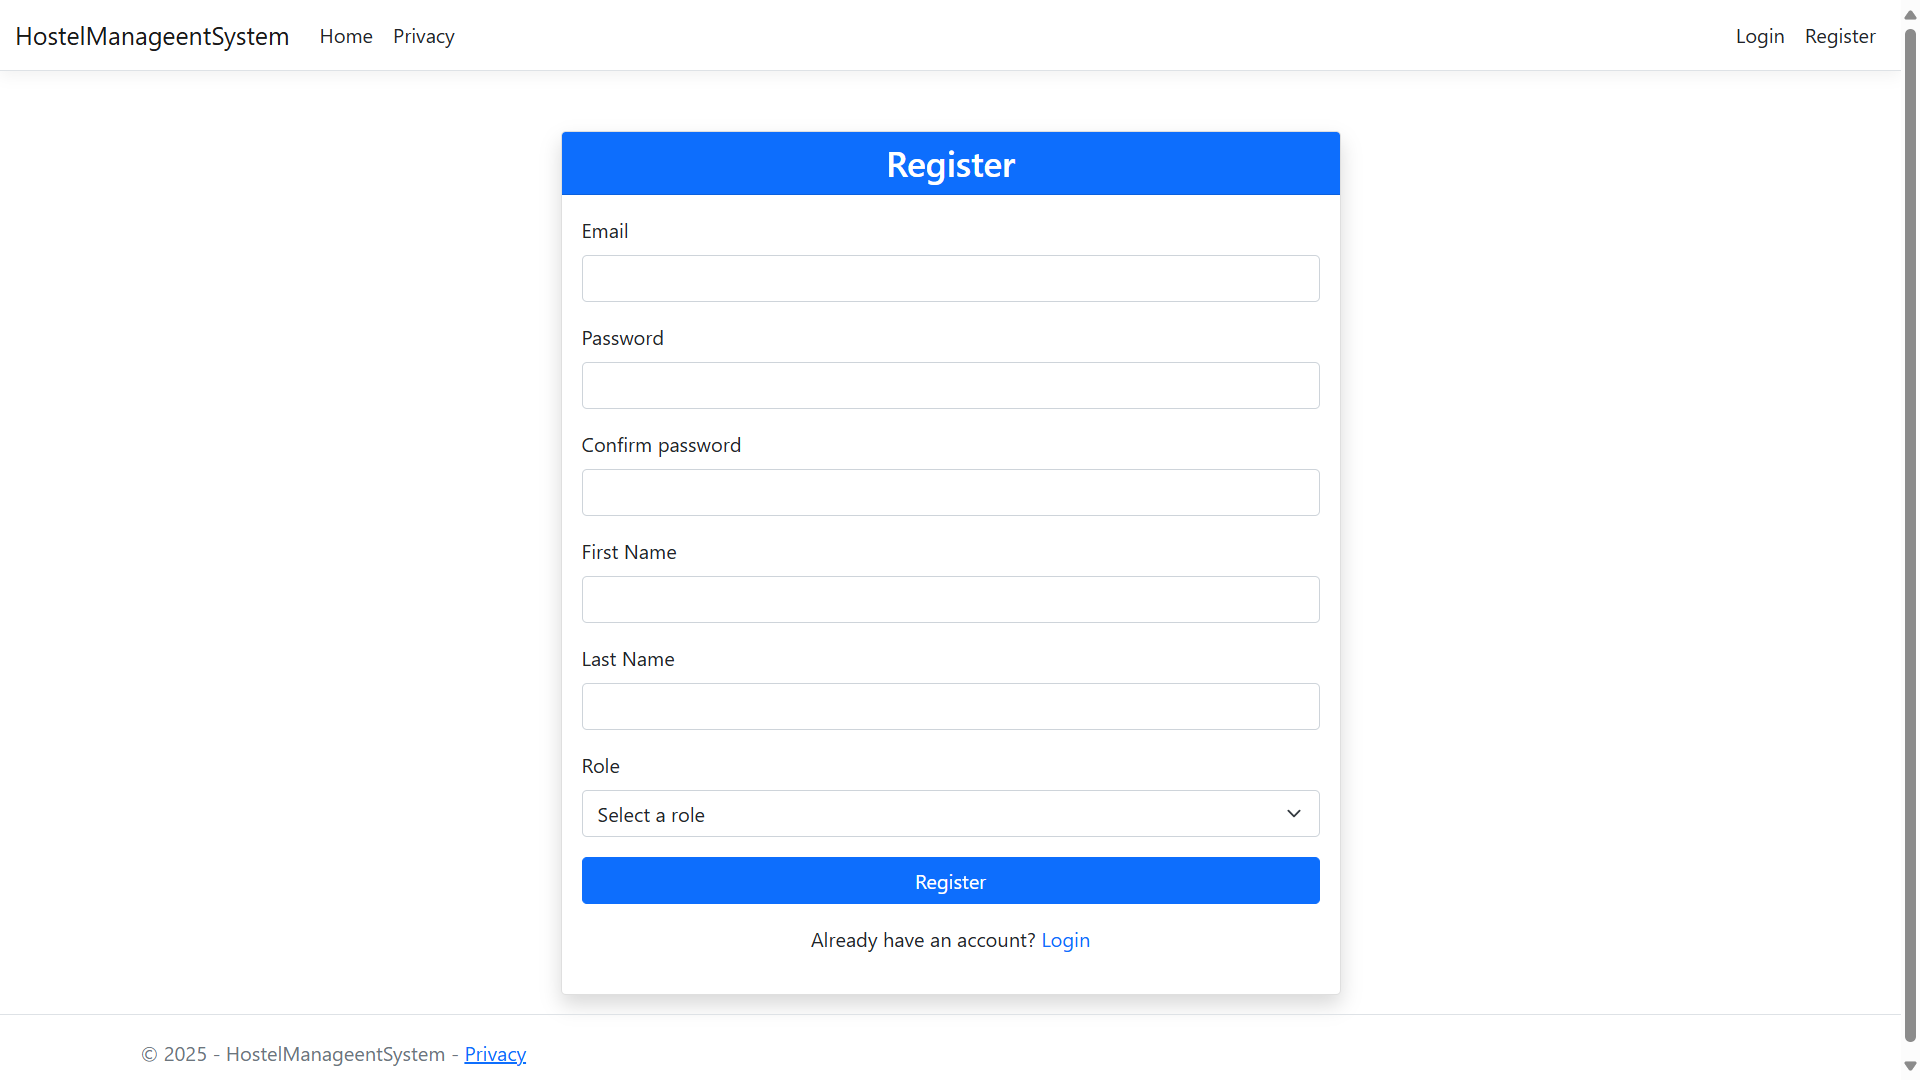 HostelManageentSystem Home Privacy Login Register
Register
Email
Password
Confirm password
First Name
Last Name
Role
Select a role
Register
Already have an account? Login
© 2025 - HostelManageentSystem - Privacy